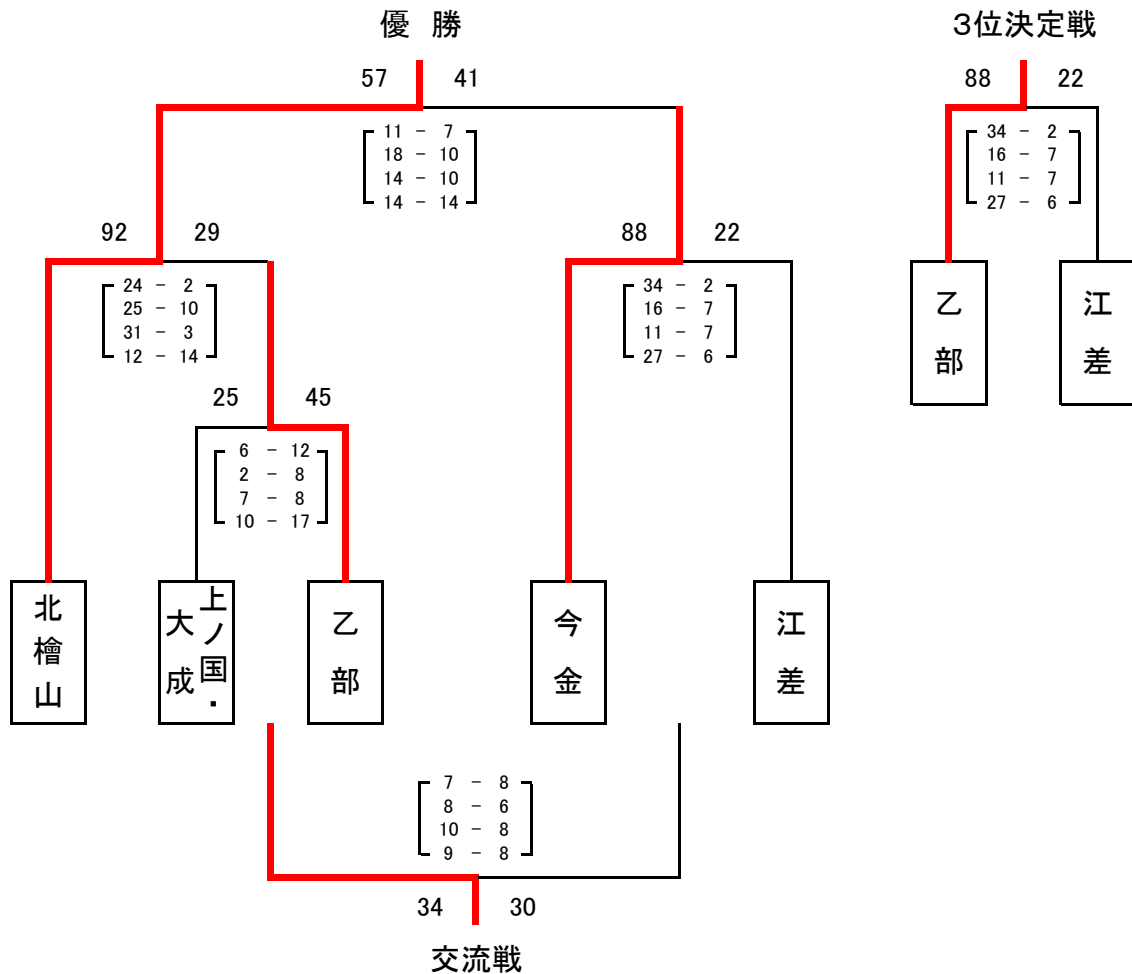 優 勝
57 41
11 - 7
18 - 10
14 - 10
14 - 14
3位決定戦
88 22
34 - 2
16 - 7
11 - 7
27 - 6
乙部
江差
92 29
24 - 2
25 - 10
31 - 3
12 - 14
88 22
34 - 2
16 - 7
11 - 7
27 - 6
25 45
6 - 12
2 - 8
7 - 8
10 - 17
北檜山
上ノ国・
大成
乙部
今金
江差
7 - 8
8 - 6
10 - 8
9 - 8
34 30
交流戦